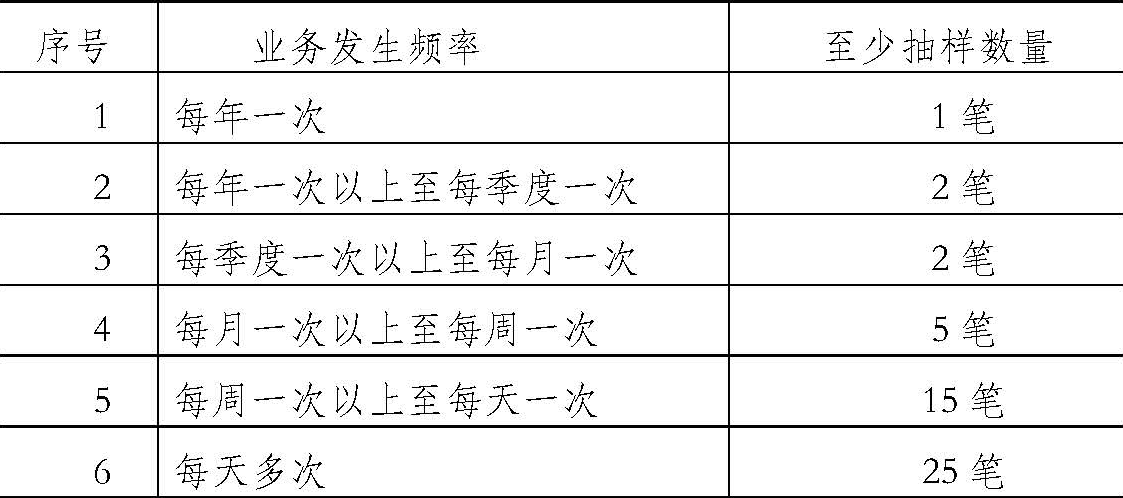 序号 业务发生频率 至少抽样数量
1 每年一次 1笔
2 每年一次以上至每季度一次 2笔
3 每季度一次以上至每月一次 2笔
4 每月一次以上至每周一次 5笔
5 每周一次以上至每天一次 15笔
6 每天多次 25笔